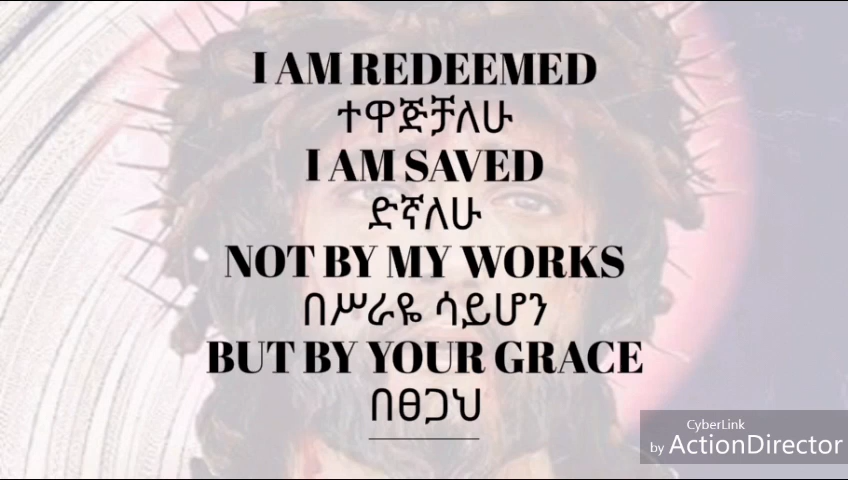 I AM REDEEMED
ተዋጅቻለሁ
I AM SAVED
ድኛለሁ
NOT BY MY WORKS
በሥራዬ ሳይሆን
BUT BY YOUR GRACE
በፀጋህ
CyberLink
by ActionDirector